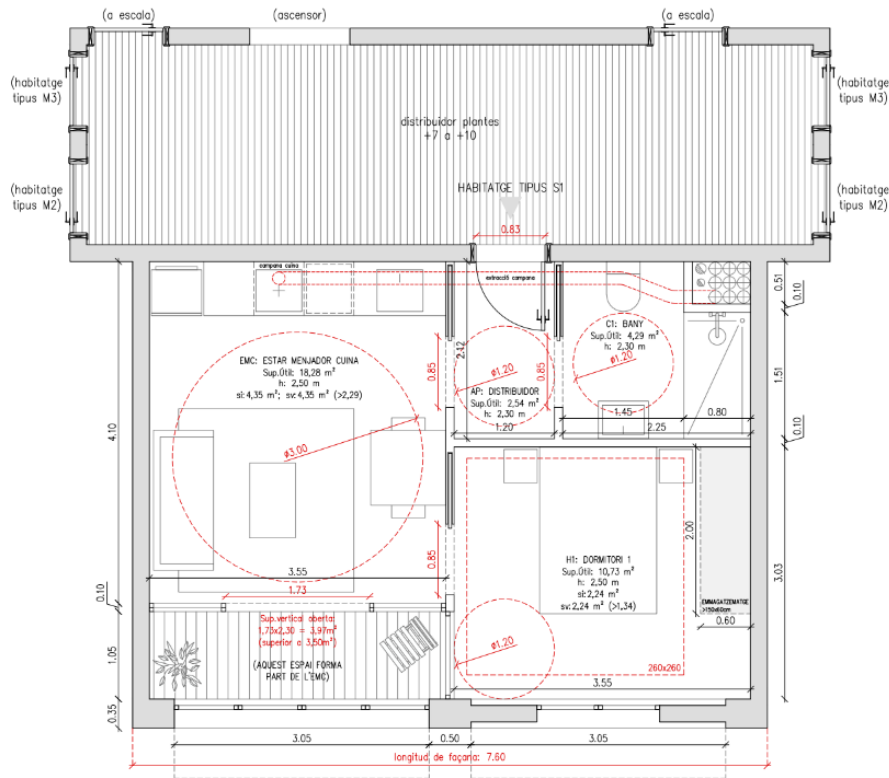 (a escala)
(ascensor)
(a escala)
(habitatge
tipus M3)
(habitatge
tipus M3)
distribuidor plantes
+7 a +10
(habitatge
tipus M2)
(habitatge
tipus M2)
HABITATGE TIPUS S1
0.83
campana cuina
extracció campana
0.51
0.10
C1: BANY
Sup.Útil: 4,29 m²
h: 2,30 m
ø1.20
EMC: ESTAR MENJADOR CUINA
Sup.Útil: 18,28 m²
h: 2,50 m
si: 4,35 m²; sv: 4,35 m² (>2,29)
2.12
0.85
0.85
ø1.20
AP: DISTRIBUIDOR
Sup.Útil: 2,54 m²
h: 2,30 m
1.51
1.45
0.80
1.20
2.25
0.10
4.10
ø3.00
2.00
0.85
3.03
H1: DORMITORI 1
Sup.Útil: 10,73 m²
h: 2,50 m
si: 2,24 m²
sv: 2,24 m² (>1,34)
3.55
1.73
0.10
EMMAGATZEMATGE
>150x60cm
0.60
Sup.vertical aberta:
1,73x2,30 = 3,97m²
(superior a 3,50m²)
ø1.20
1.05
(AQUEST ESPAI FORMA
PART DE L'EMC)
260x260
3.55
0.35
3.05
0.50
3.05
longitud de façana: 7.60